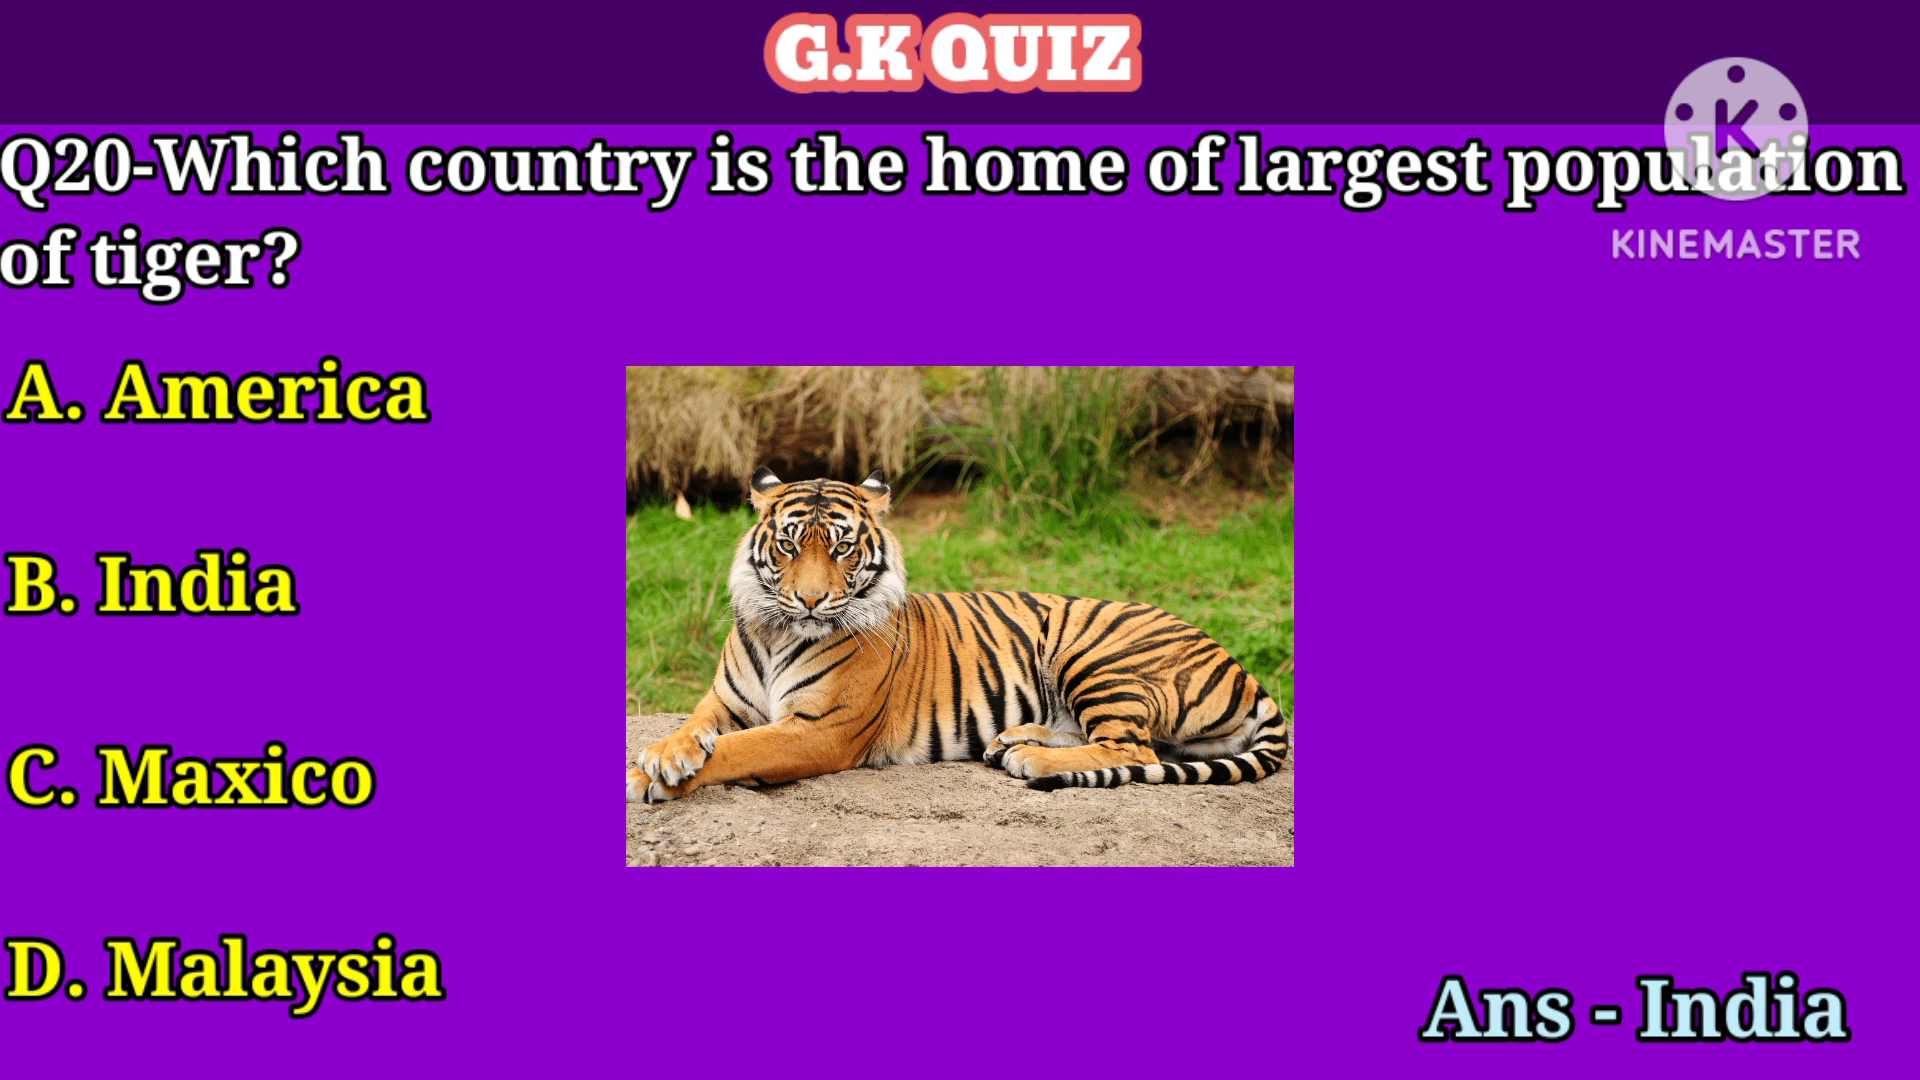 G.K QUIZ
Q20-Which country is the home of largest population
of tiger?
K
KINEMASTER
A. America
B. India
C. Maxico
D. Malaysia
Ans - India